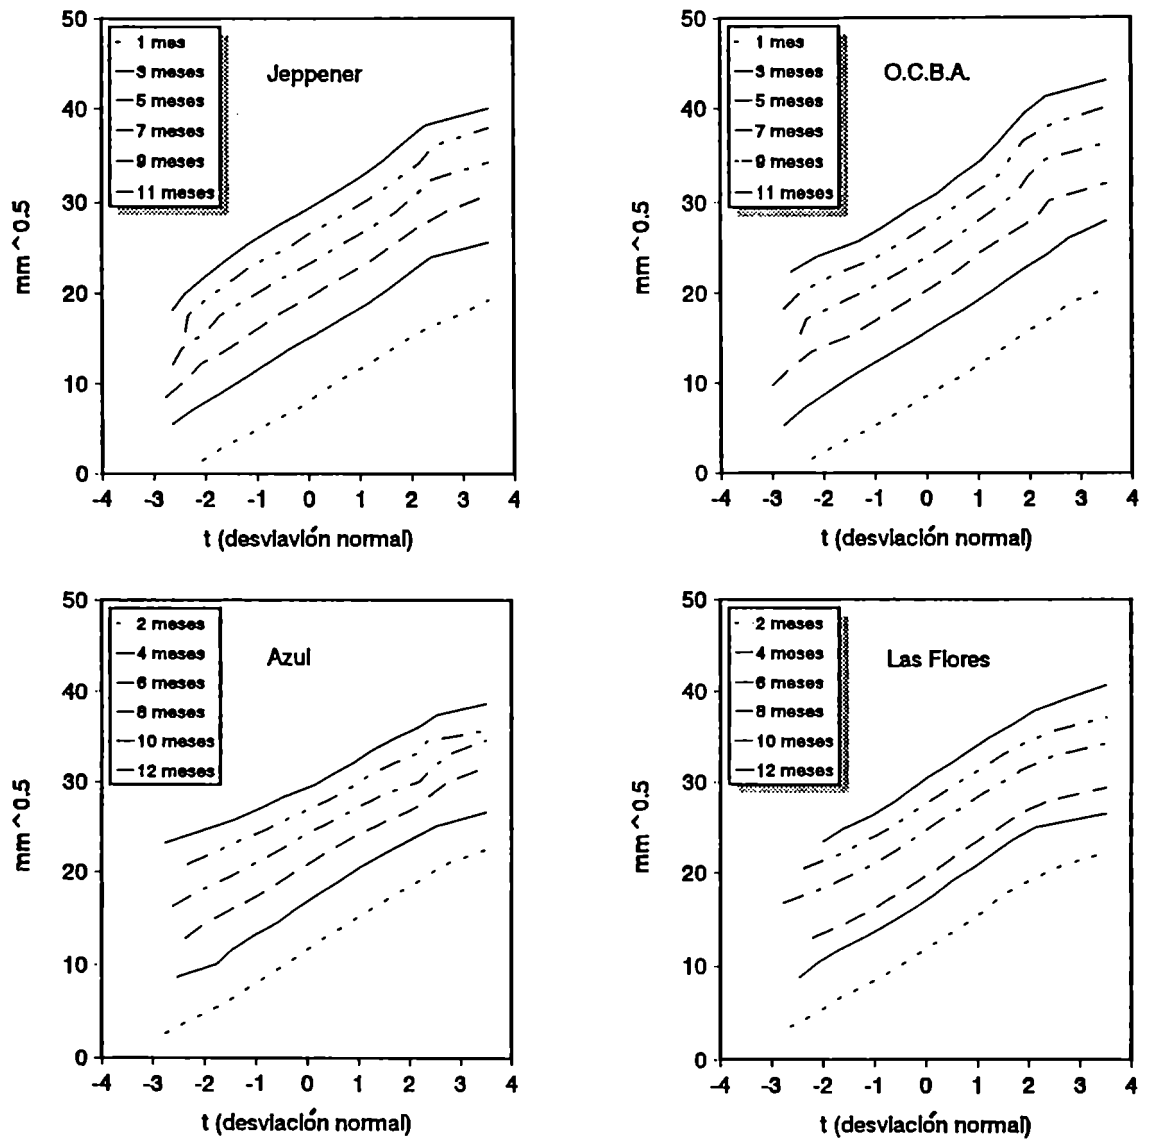 50
40
30
20
10
0
mm^0.5
1 mes
3 meses
5 meses
7 meses
9 meses
11 meses
Jeppener
-4 -3 -2 -1 0 1 2 3 4
t (desviavión normal)
50
40
30
20
10
0
mm^0.5
1 mes
3 meses
5 meses
7 meses
9 meses
11 meses
O.C.B.A.
-4 -3 -2 -1 0 1 2 3 4
t (desviación normal)
50
40
30
20
10
0
mm^0.5
2 meses
4 meses
6 meses
8 meses
10 meses
12 meses
Azul
-4 -3 -2 -1 0 1 2 3 4
t (desviación normal)
50
40
30
20
10
0
mm^0.5
2 meses
4 meses
6 meses
8 meses
10 meses
12 meses
Las Flores
-4 -3 -2 -1 0 1 2 3 4
t (desviación normal)